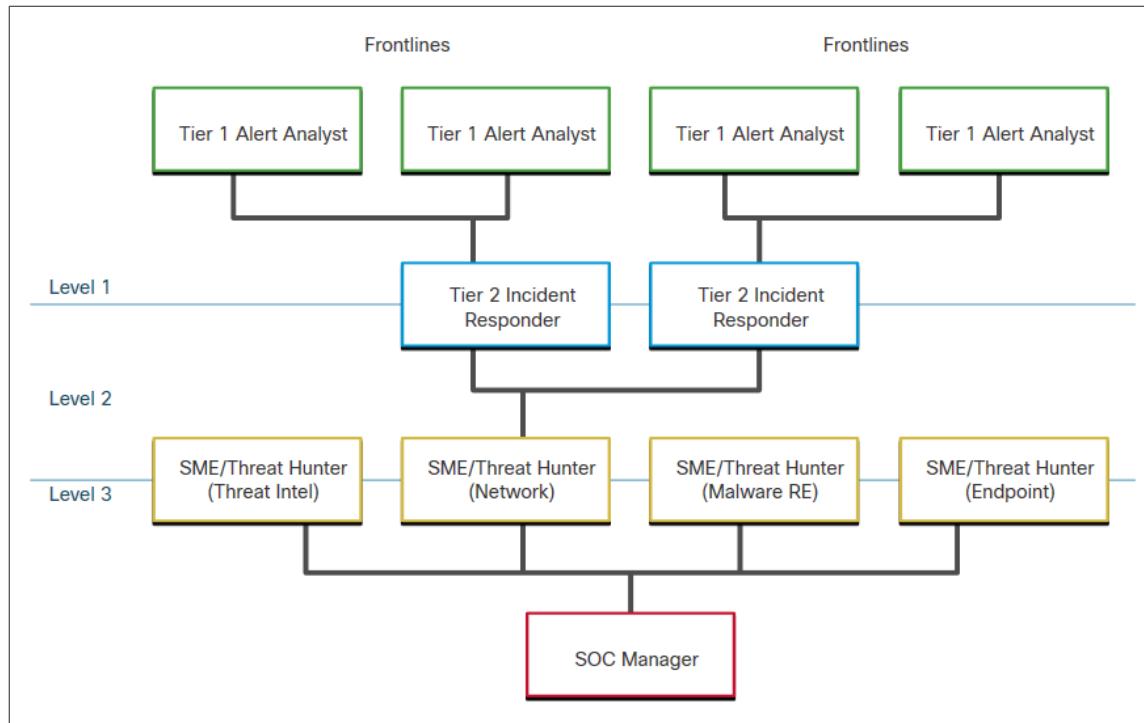 Frontlines
Frontlines
Tier 1 Alert Analyst
Tier 1 Alert Analyst
Tier 1 Alert Analyst
Tier 1 Alert Analyst
Level 1
Tier 2 Incident
Responder
Tier 2 Incident
Responder
Level 2
SME/Threat Hunter
(Threat Intel)
SME/Threat Hunter
(Network)
SME/Threat Hunter
(Malware RE)
SME/Threat Hunter
(Endpoint)
Level 3
SOC Manager